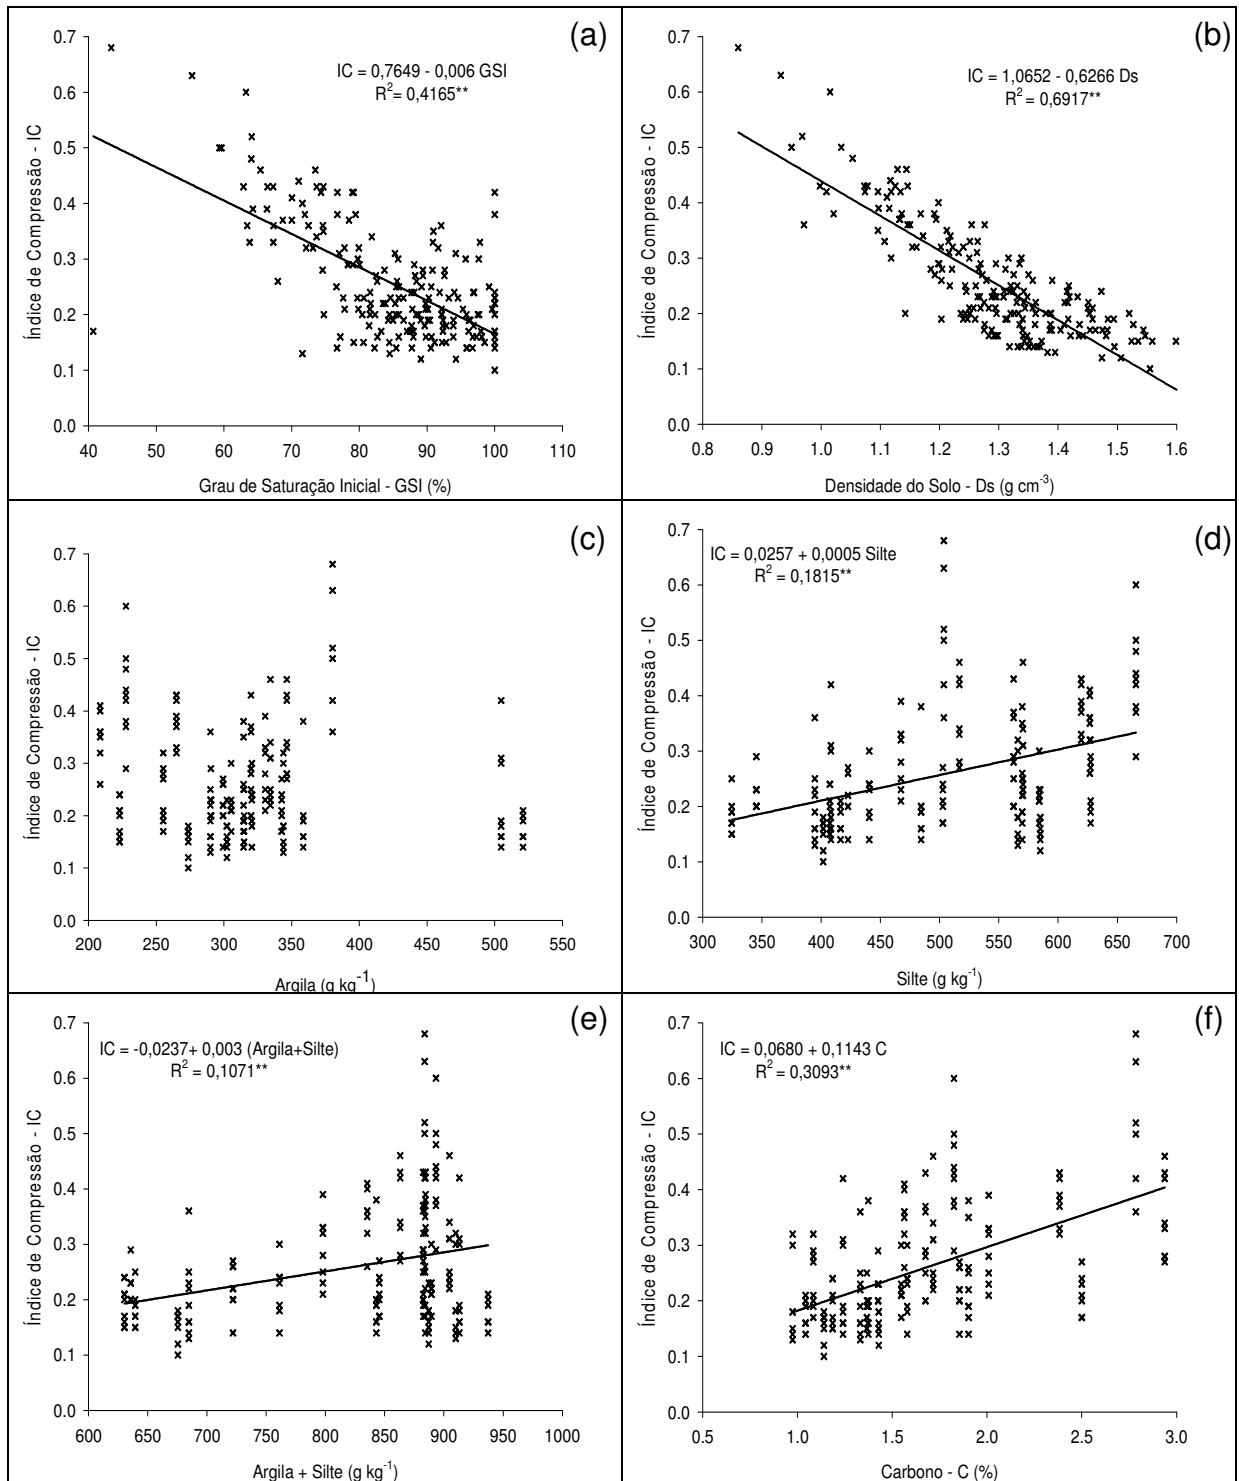 (a)
IC = 0,7649 - 0,006 GSI
R²= 0,4165**
Índice de Compressão - IC
0.7
0.6
0.5
0.4
0.3
0.2
0.1
0.0
40 50 60 70 80 90 100 110
Grau de Saturação Inicial - GSI (%)
(b)
IC = 1,0652 - 0,6266 Ds
R² = 0,6917**
Índice de Compressão - IC
0.7
0.6
0.5
0.4
0.3
0.2
0.1
0.0
0.8 0.9 1.0 1.1 1.2 1.3 1.4 1.5 1.6
Densidade do Solo - Ds (g cm⁻³)
(c)
Índice de Compressão - IC
0.7
0.6
0.5
0.4
0.3
0.2
0.1
0.0
200 250 300 350 400 450 500 550
Argila (g kg⁻¹)
(d)
IC = 0,0257 + 0,0005 Silte
R² = 0,1815**
Índice de Compressão - IC
0.7
0.6
0.5
0.4
0.3
0.2
0.1
0.0
300 350 400 450 500 550 600 650 700
Silte (g kg⁻¹)
(e)
IC = -0,0237+ 0,003 (Argila+Silte)
R² = 0,1071**
Índice de Compressão - IC
0.7
0.6
0.5
0.4
0.3
0.2
0.1
0.0
600 650 700 750 800 850 900 950 1000
Argila + Silte (g kg⁻¹)
(f)
IC = 0,0680 + 0,1143 C
R² = 0,3093**
Índice de Compressão - IC
0.7
0.6
0.5
0.4
0.3
0.2
0.1
0.0
0.5 1.0 1.5 2.0 2.5 3.0
Carbono - C (%)